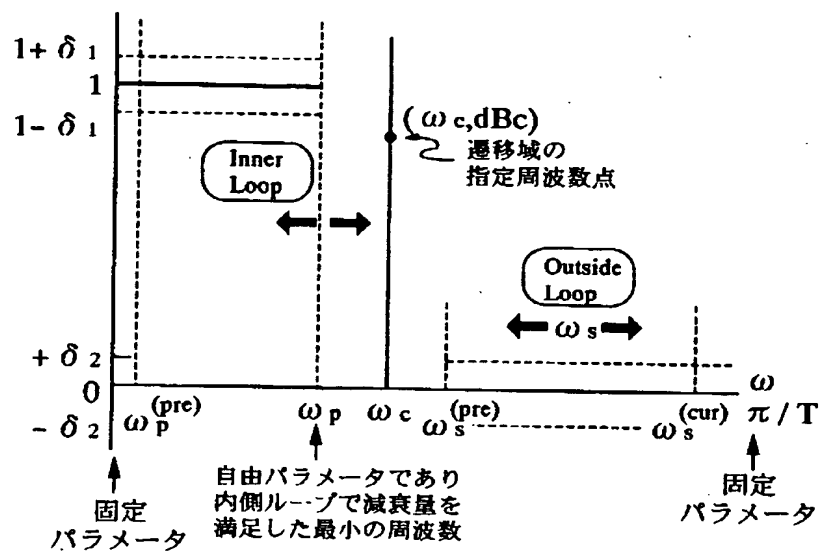 1+ δ 1
1
1− δ 1
(ω c,dBc)
遷移域の
指定周波数点
Inner
Loop
Outside
Loop
ω s
+ δ 2
0
− δ 2
ω p (pre)
ω p
ω c
ω s (pre)
ω s (cur)
ω
π / T
固定
パラメータ
自由パラメータであり
内側ループで減衰量を
満足した最小の周波数
固定
パラメータ